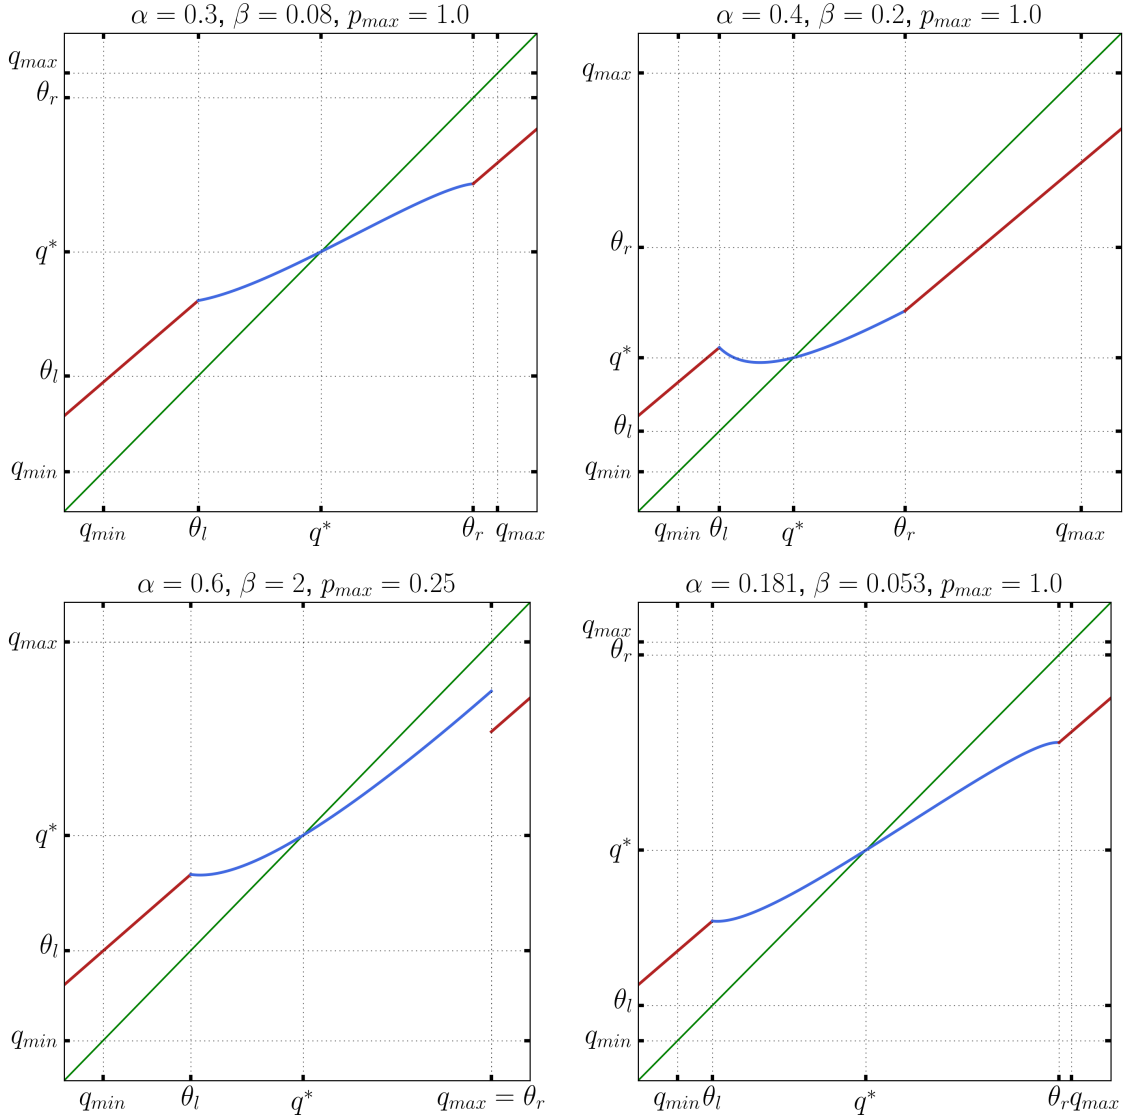 α = 0.3, β = 0.08, p_max = 1.0
q_max
θ_r
q*
θ_l
q_min
q_min θ_l q* θ_r q_max
α = 0.4, β = 0.2, p_max = 1.0
q_max
θ_r
q*
θ_l
q_min
q_min θ_l q* θ_r q_max
α = 0.6, β = 2, p_max = 0.25
q_max
q*
θ_l
q_min
q_min θ_l q* q_max = θ_r
α = 0.181, β = 0.053, p_max = 1.0
q_max
θ_r
q*
θ_l
q_min
q_min θ_l q* θ_r q_max